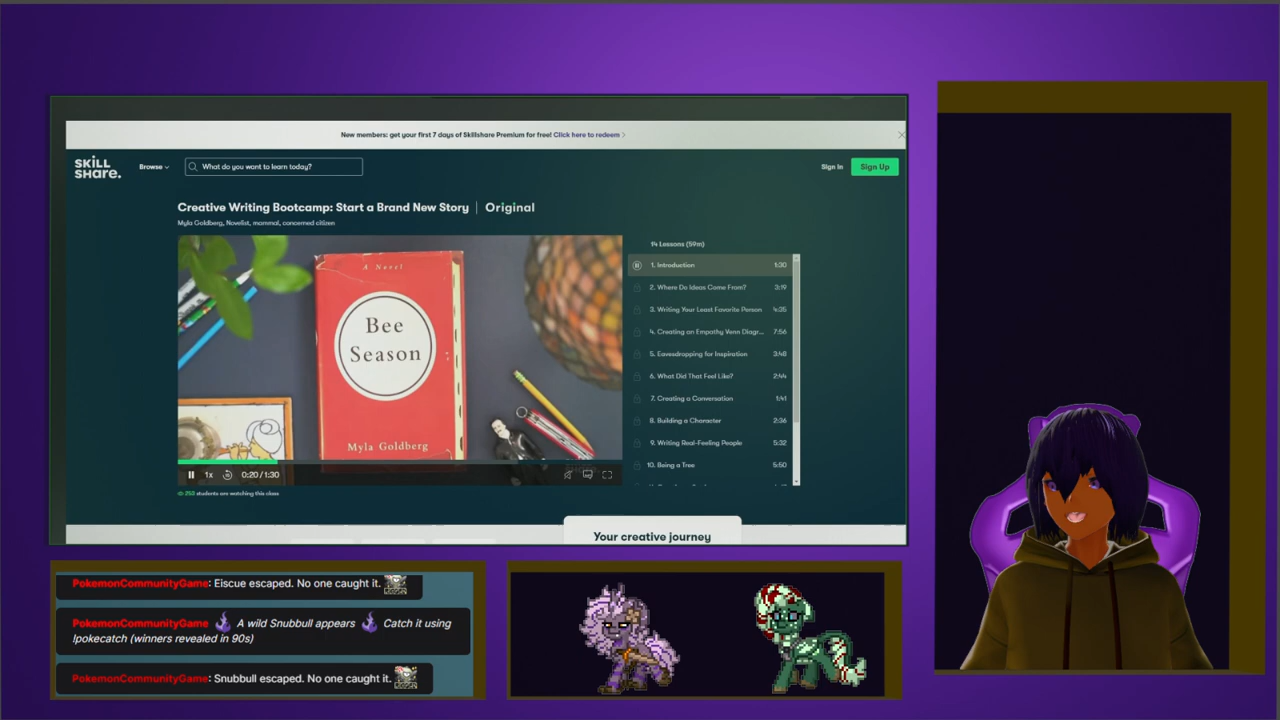 New members: get your first 7 days of Skillshare Premium for free! Click here to redeem >
SKILL
SHARE.
Browse
What do you want to learn today?
Sign In
Sign Up
Creative Writing Bootcamp: Start a Brand New Story | Original
Myla Goldberg, Novelist, mammal, concerned citizen
A Novel
Bee
Season
Myla Goldberg
1x
0:20 / 1:30
253 students are watching this class
14 Lessons (59m)
1. Introduction 1:30
2. Where Do Ideas Come From? 3:19
3. Writing Your Least Favorite Person 4:35
4. Creating an Empathy Venn Diagr... 7:56
5. Eavesdropping for Inspiration 3:48
6. What Did That Feel Like? 2:44
7. Creating a Conversation 1:41
8. Building a Character 2:36
9. Writing Real-Feeling People 5:32
10. Being a Tree 5:50
Your creative journey
PokemonCommunityGame: Eiscue escaped. No one caught it.
PokemonCommunityGame A wild Snubbull appears Catch it using
!pokecatch (winners revealed in 90s)
PokemonCommunityGame: Snubbull escaped. No one caught it.